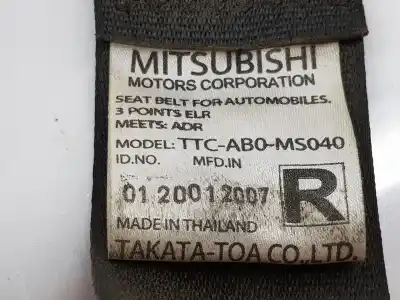 MITSUBISHI
MOTORS CORPORATION
SEAT BELT FOR AUTOMOBILES.
3 POINTS ELR
MEETS: ADR
MODEL: TTC-AB0-MS040
ID.NO. MFD.IN
01 2001 2007 R
MADE IN THAILAND
TAKATA-TOA CO.,LTD.